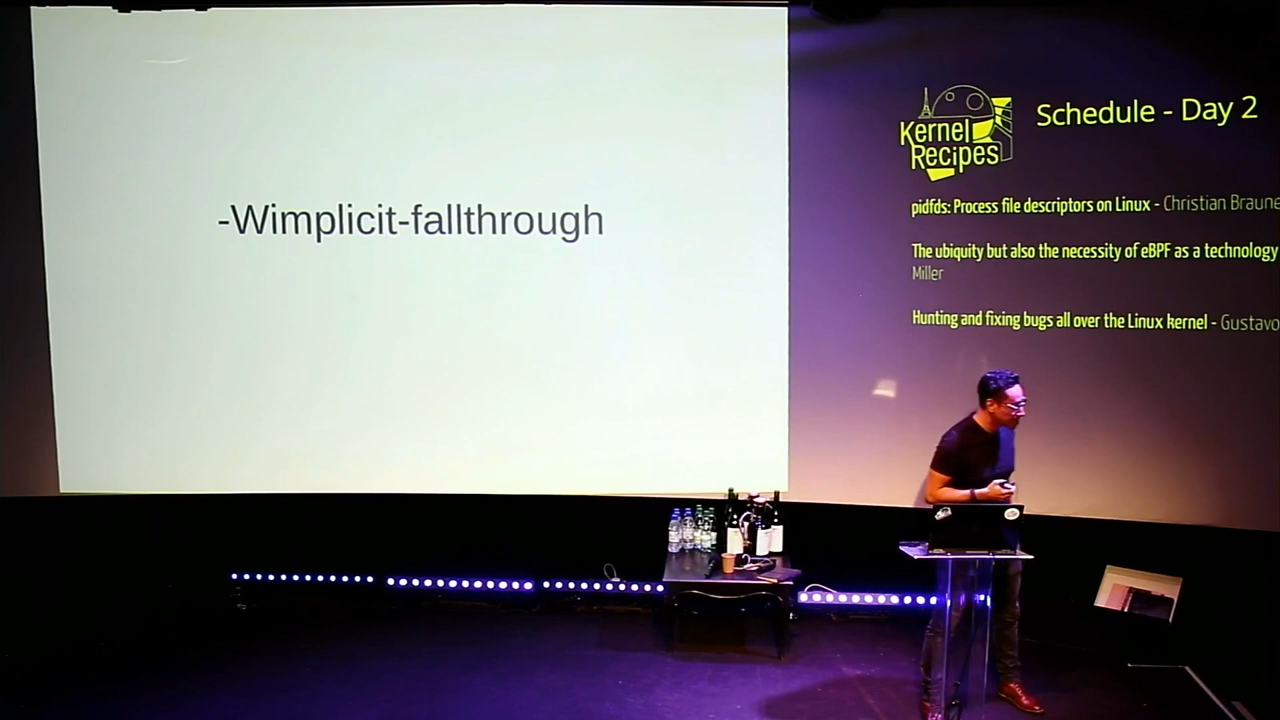 -Wimplicit-fallthrough
Kernel
Recipes
Schedule - Day 2
pidfds: Process file descriptors on Linux - Christian Braune
The ubiquity but also the necessity of eBPF as a technology
Miller
Hunting and fixing bugs all over the Linux kernel - Gustavo